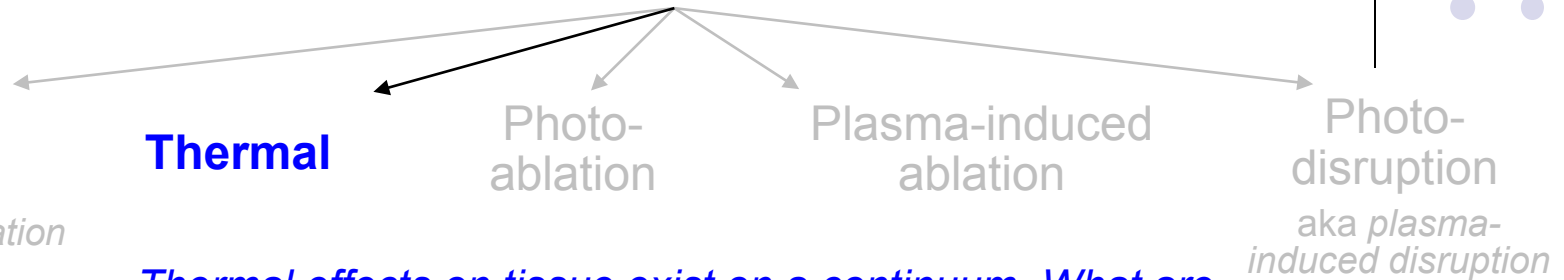 Thermal
Photo-
ablation
Plasma-induced
ablation
Photo-
disruption
aka plasma-
induced disruption
ation
Thermal effects on tissue exist on a continuum. What are